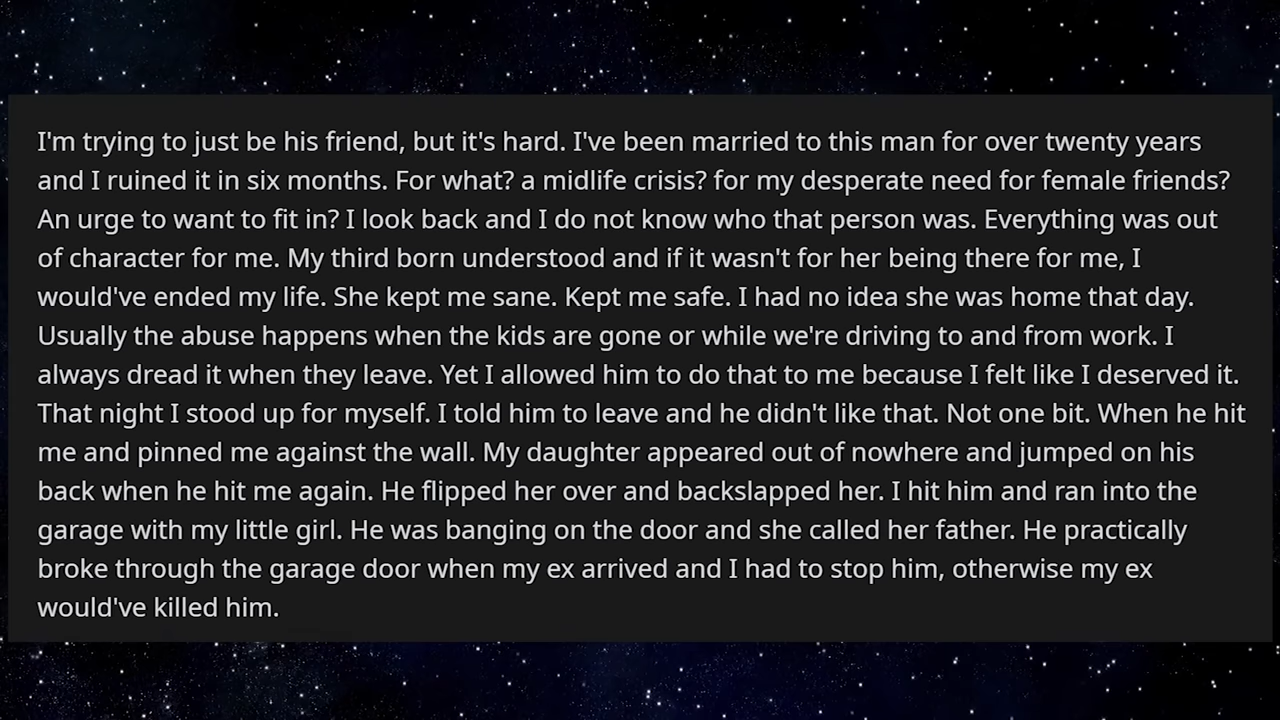 I'm trying to just be his friend, but it's hard. I've been married to this man for over twenty years
and I ruined it in six months. For what? a midlife crisis? for my desperate need for female friends?
An urge to want to fit in? I look back and I do not know who that person was. Everything was out
of character for me. My third born understood and if it wasn't for her being there for me, I
would've ended my life. She kept me sane. Kept me safe. I had no idea she was home that day.
Usually the abuse happens when the kids are gone or while we're driving to and from work. I
always dread it when they leave. Yet I allowed him to do that to me because I felt like I deserved it.
That night I stood up for myself. I told him to leave and he didn't like that. Not one bit. When he hit
me and pinned me against the wall. My daughter appeared out of nowhere and jumped on his
back when he hit me again. He flipped her over and backslapped her. I hit him and ran into the
garage with my little girl. He was banging on the door and she called her father. He practically
broke through the garage door when my ex arrived and I had to stop him, otherwise my ex
would've killed him.